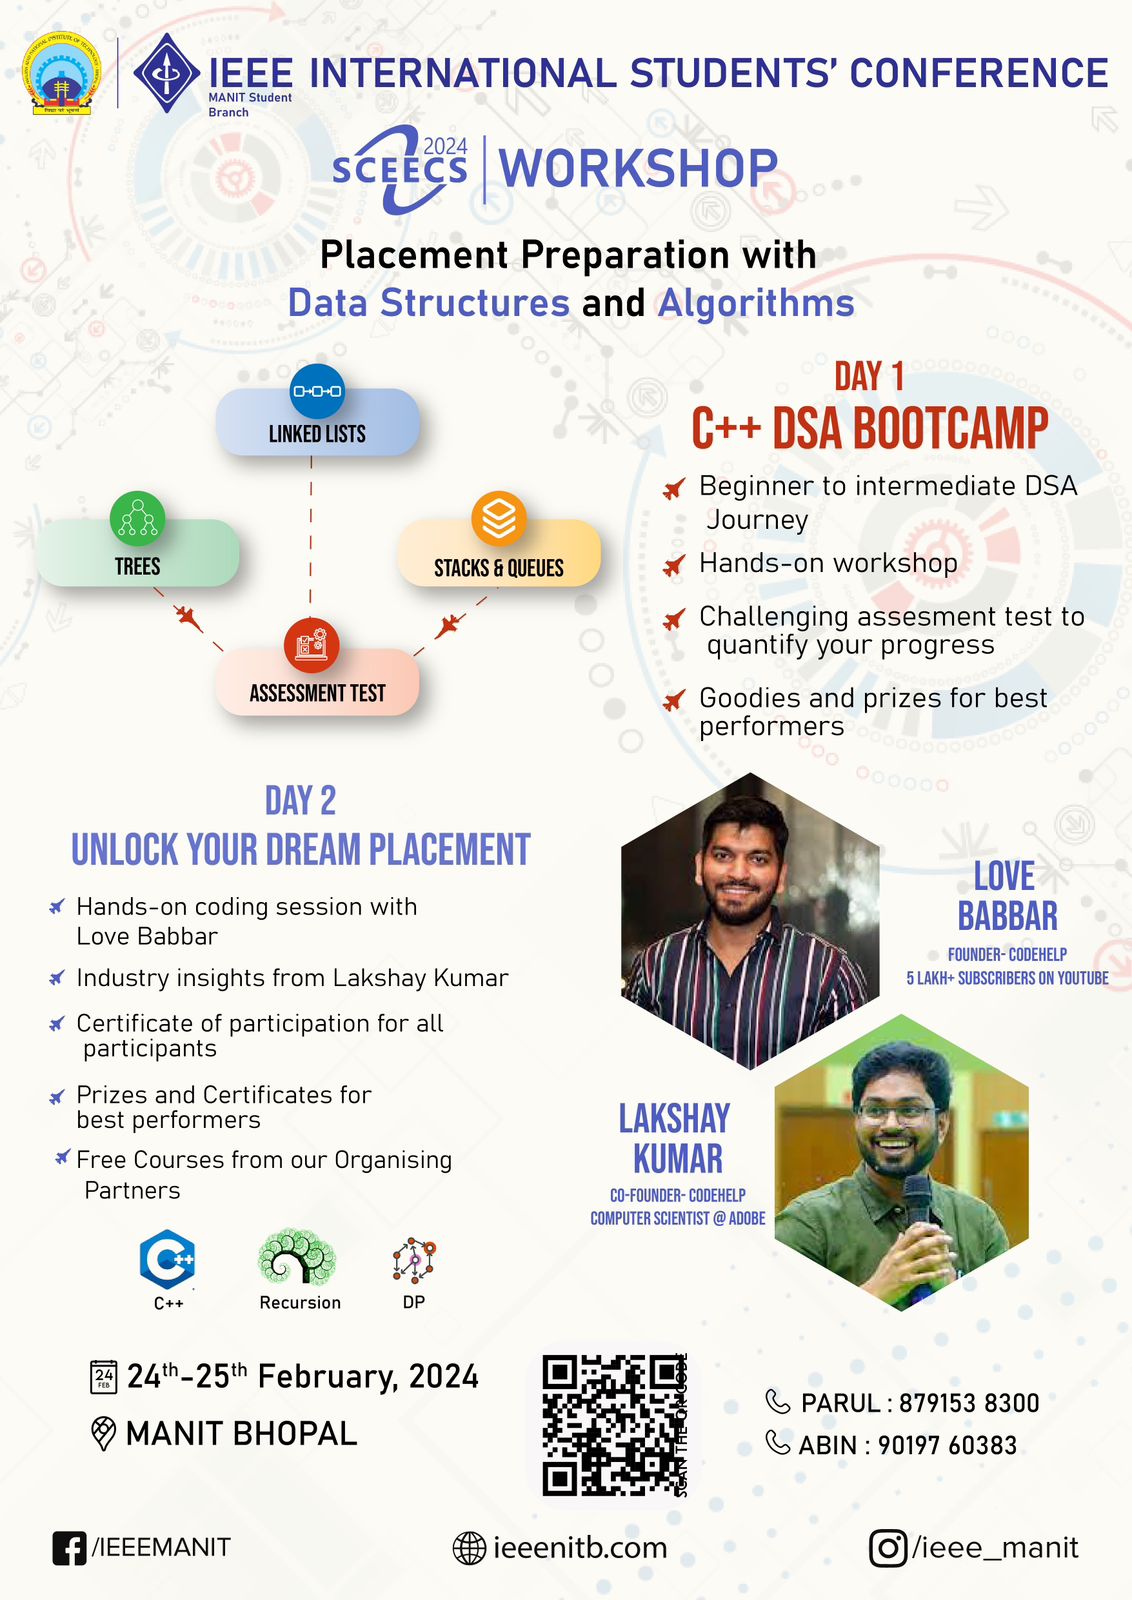 IEEE INTERNATIONAL STUDENTS' CONFERENCE
MANIT Student
Branch
SCEECS 2024 WORKSHOP
Placement Preparation with
Data Structures and Algorithms
LINKED LISTS
TREES
STACKS & QUEUES
ASSESSMENT TEST
DAY 1
C++ DSA BOOTCAMP
Beginner to intermediate DSA
Journey
Hands-on workshop
Challenging assesment test to
quantify your progress
Goodies and prizes for best
performers
DAY 2
UNLOCK YOUR DREAM PLACEMENT
Hands-on coding session with
Love Babbar
Industry insights from Lakshay Kumar
Certificate of participation for all
participants
Prizes and Certificates for
best performers
Free Courses from our Organising
Partners
C++
C++
Recursion
DP
LOVE
BABBAR
FOUNDER- CODEHELP
5 LAKH+ SUBSCRIBERS ON YOUTUBE
LAKSHAY
KUMAR
CO-FOUNDER- CODEHELP
COMPUTER SCIENTIST @ ADOBE
24
FEB
24th-25th February, 2024
MANIT BHOPAL
SCAN THE QR CODE
PARUL : 879153 8300
ABIN : 90197 60383
/IEEEMANIT
ieeenitb.com
/ieee_manit